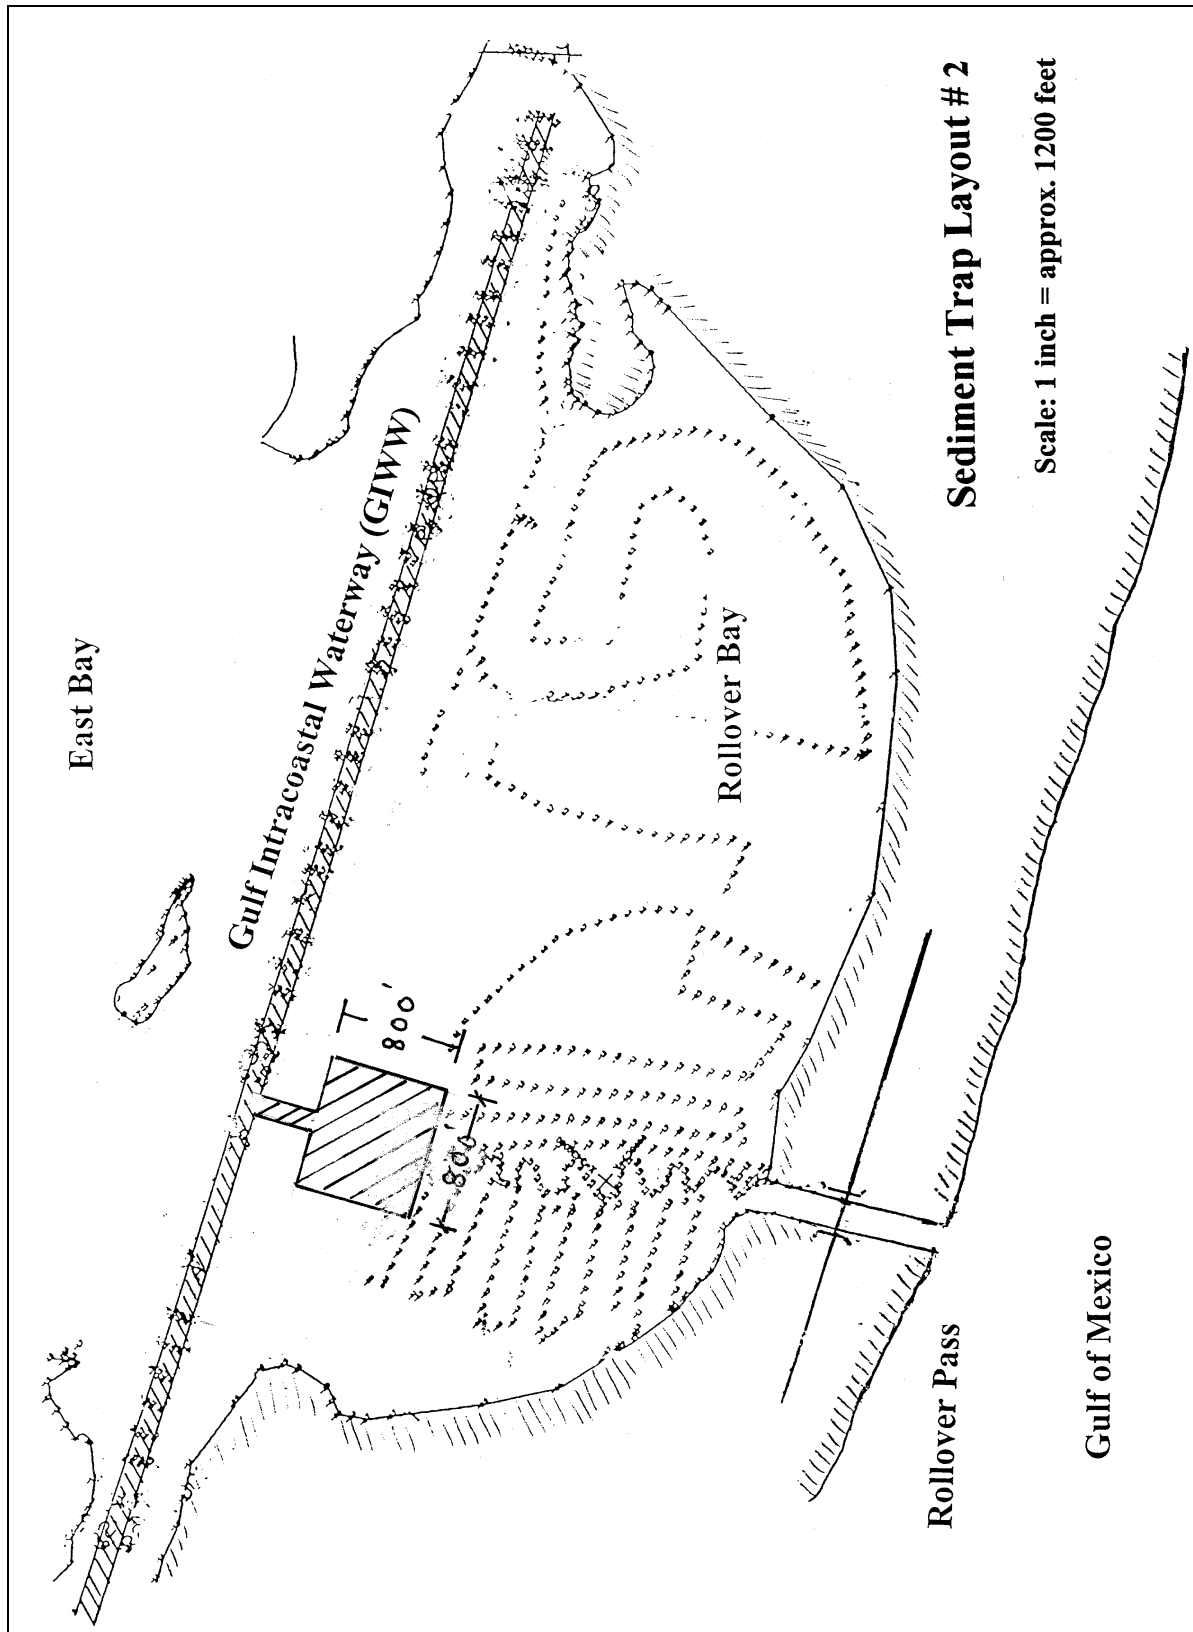 East Bay
Gulf Intracoastal Waterway (GIWW)
800'
800'
Rollover Bay
Rollover Pass
Gulf of Mexico
Sediment Trap Layout # 2
Scale: 1 inch = approx. 1200 feet